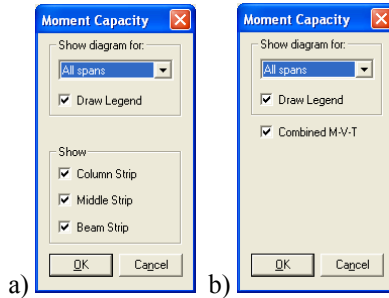 Moment Capacity
Show diagram for:
All spans
Draw Legend
Show
Column Strip
Middle Strip
Beam Strip
OK Cancel
a)
Moment Capacity
Show diagram for:
All spans
Draw Legend
Combined M-V-T
OK Cancel
b)